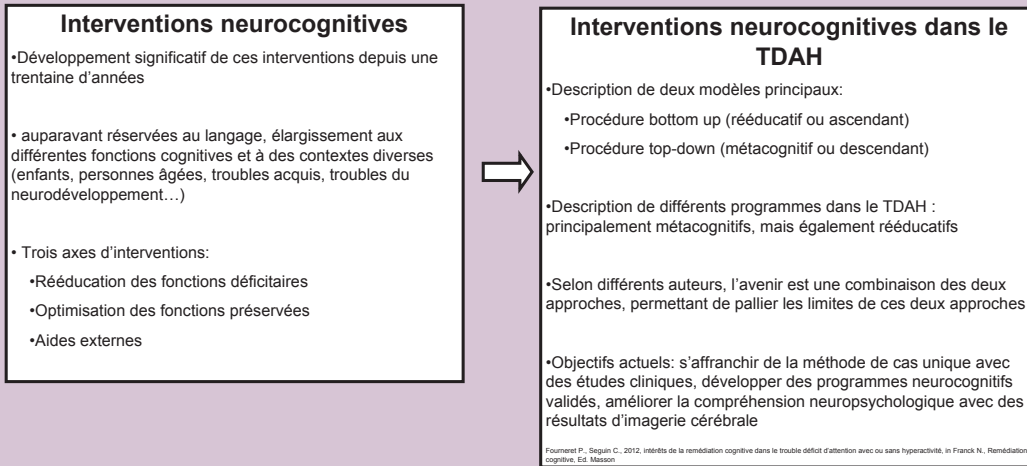 Interventions neurocognitives
•Développement significatif de ces interventions depuis une
trentaine d'années
• auparavant réservées au langage, élargissement aux
différentes fonctions cognitives et à des contextes diverses
(enfants, personnes âgées, troubles acquis, troubles du
neurodéveloppement…)
• Trois axes d'interventions:
•Rééducation des fonctions déficitaires
•Optimisation des fonctions préservées
•Aides externes
Interventions neurocognitives dans le
TDAH
•Description de deux modèles principaux:
•Procédure bottom up (rééducatif ou ascendant)
•Procédure top-down (métacognitif ou descendant)
•Description de différents programmes dans le TDAH :
principalement métacognitifs, mais également rééducatifs
•Selon différents auteurs, l'avenir est une combinaison des deux
approches, permettant de pallier les limites de ces deux approches
•Objectifs actuels: s'affranchir de la méthode de cas unique avec
des études cliniques, développer des programmes neurocognitifs
validés, améliorer la compréhension neuropsychologique avec des
résultats d'imagerie cérébrale
Fourneret P., Seguin C., 2012, intérêts de la remédiation cognitive dans le trouble déficit d'attention avec ou sans hyperactivité, in Franck N., Remédiation
cognitive, Ed. Masson